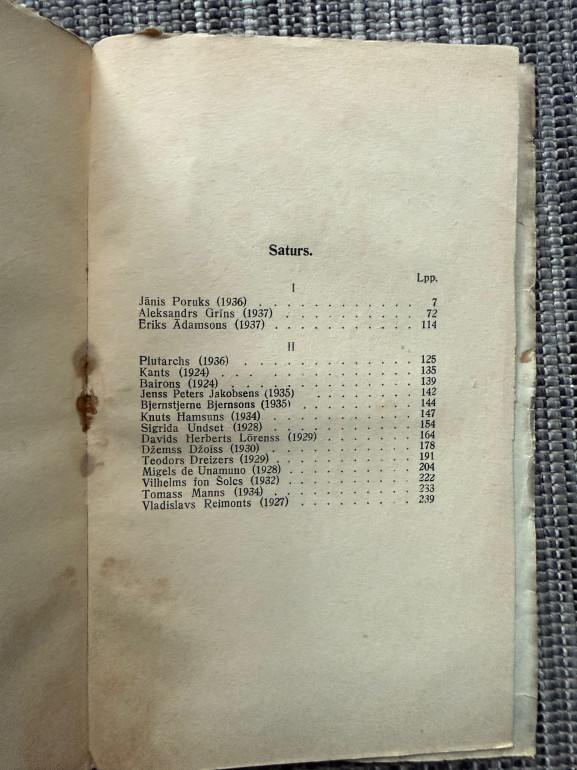 Saturs.
Lpp.
I
Jānis Poruks (1936) . . . . . . . . . . . . 7
Aleksandrs Grīns (1937) . . . . . . . . . . 72
Ēriks Ādamsons (1937) . . . . . . . . . . . 114
II
Plutarchs (1936) . . . . . . . . . . . . . 125
Kants (1924) . . . . . . . . . . . . . . . 135
Bairons (1924) . . . . . . . . . . . . . . 139
Jenss Peters Jakobsens (1935) . . . . . . . . 142
Bjernstjerne Bjernsons (1935) . . . . . . . . 144
Knuts Hamsuns (1934) . . . . . . . . . . . 147
Sigrida Undset (1928) . . . . . . . . . . . 154
Davids Herberts Lōrenss (1929) . . . . . . . 164
Džemss Džoiss (1930) . . . . . . . . . . . 178
Teodors Dreizers (1929) . . . . . . . . . . 191
Migels de Unamuno (1928) . . . . . . . . . 204
Vilhelms fon Šolcs (1932) . . . . . . . . . 222
Tomass Manns (1934) . . . . . . . . . . . 233
Vladislavs Reimonts (1927) . . . . . . . . . 239